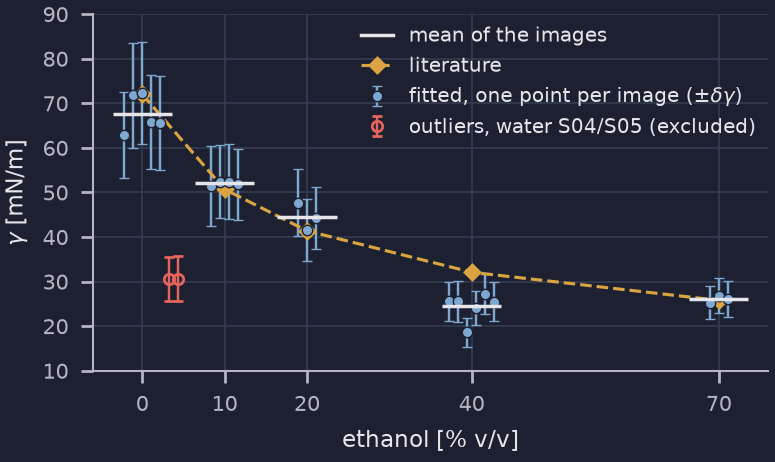 90
80
70
60
50
40
30
20
10
γ [mN/m]
mean of the images
literature
fitted, one point per image (±δγ)
outliers, water S04/S05 (excluded)
0 10 20 40 70
ethanol [% v/v]